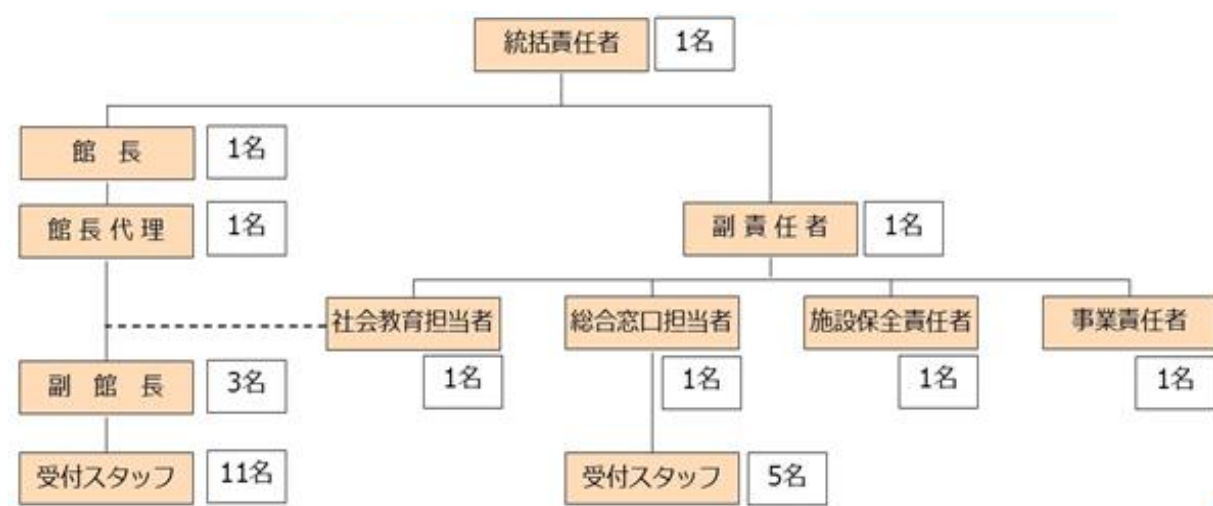 統括責任者 1名
館 長 1名
館 長 代 理 1名
副 責 任 者 1名
社会教育担当者 総合窓口担当者 施設保全責任者 事業責任者
1名 1名 1名 1名
副 館 長 3名
受付スタッフ 11名
受付スタッフ 5名